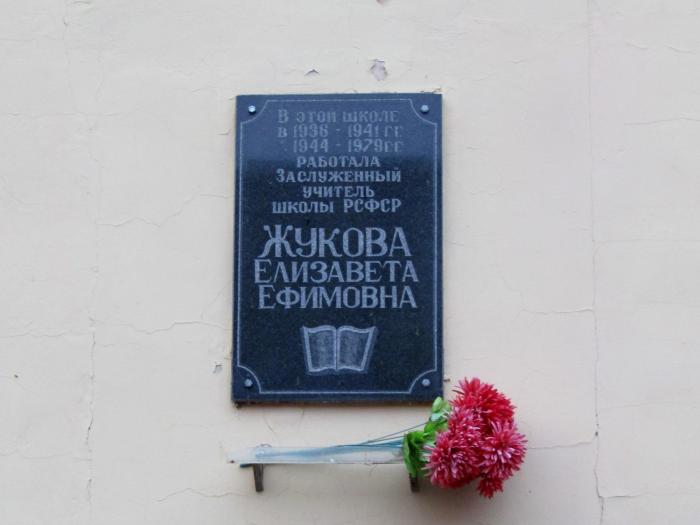 В этой школе
в 1936 - 1941 гг
1944 - 1979 гг
работала
Заслуженный
учитель
школы РСФСР
Жукова
Елизавета
Ефимовна